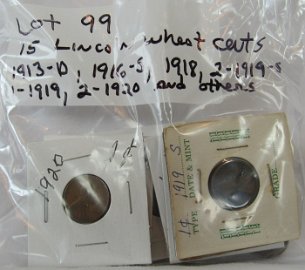 Lot 99
15 Lincoln wheat cents
1913-D, 1916-S, 1918, 2-1919-S
1-1919, 2-1920, and others
1920
1¢
1¢ 1919 S
TYPE DATE & MINT
GRADE